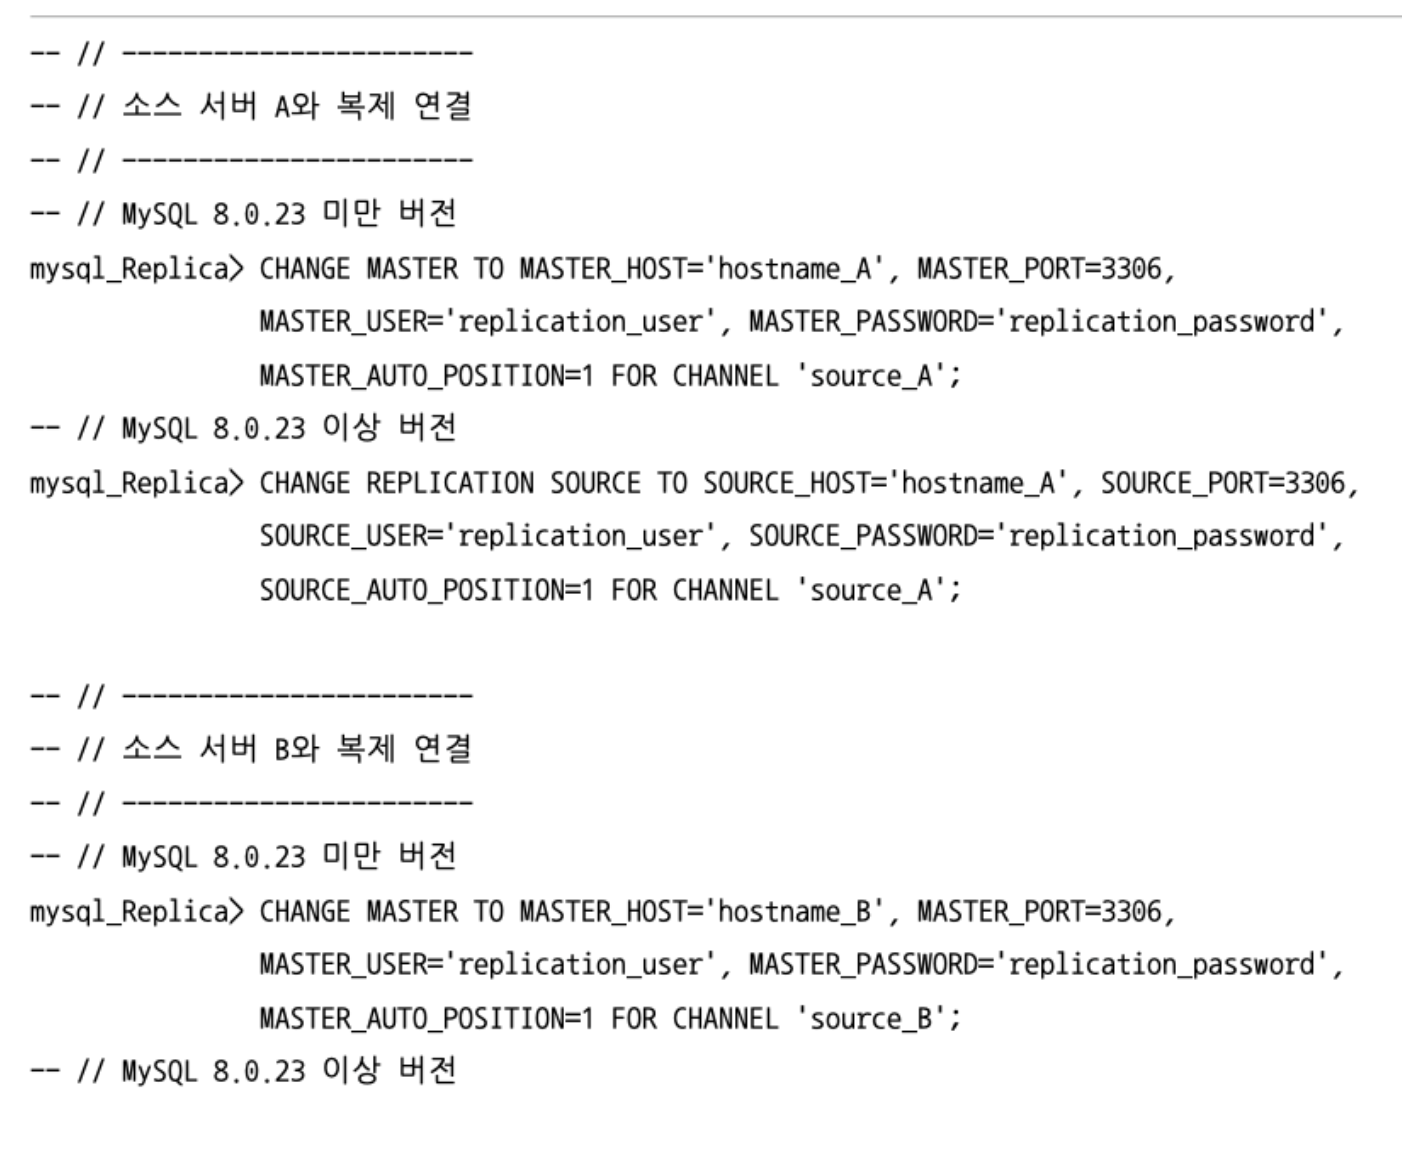 -- // -----------------------
-- // 소스 서버 A와 복제 연결
-- // -----------------------
-- // MySQL 8.0.23 미만 버전
mysql_Replica> CHANGE MASTER TO MASTER_HOST='hostname_A', MASTER_PORT=3306,
MASTER_USER='replication_user', MASTER_PASSWORD='replication_password',
MASTER_AUTO_POSITION=1 FOR CHANNEL 'source_A';
-- // MySQL 8.0.23 이상 버전
mysql_Replica> CHANGE REPLICATION SOURCE TO SOURCE_HOST='hostname_A', SOURCE_PORT=3306,
SOURCE_USER='replication_user', SOURCE_PASSWORD='replication_password',
SOURCE_AUTO_POSITION=1 FOR CHANNEL 'source_A';
-- // -----------------------
-- // 소스 서버 B와 복제 연결
-- // -----------------------
-- // MySQL 8.0.23 미만 버전
mysql_Replica> CHANGE MASTER TO MASTER_HOST='hostname_B', MASTER_PORT=3306,
MASTER_USER='replication_user', MASTER_PASSWORD='replication_password',
MASTER_AUTO_POSITION=1 FOR CHANNEL 'source_B';
-- // MySQL 8.0.23 이상 버전